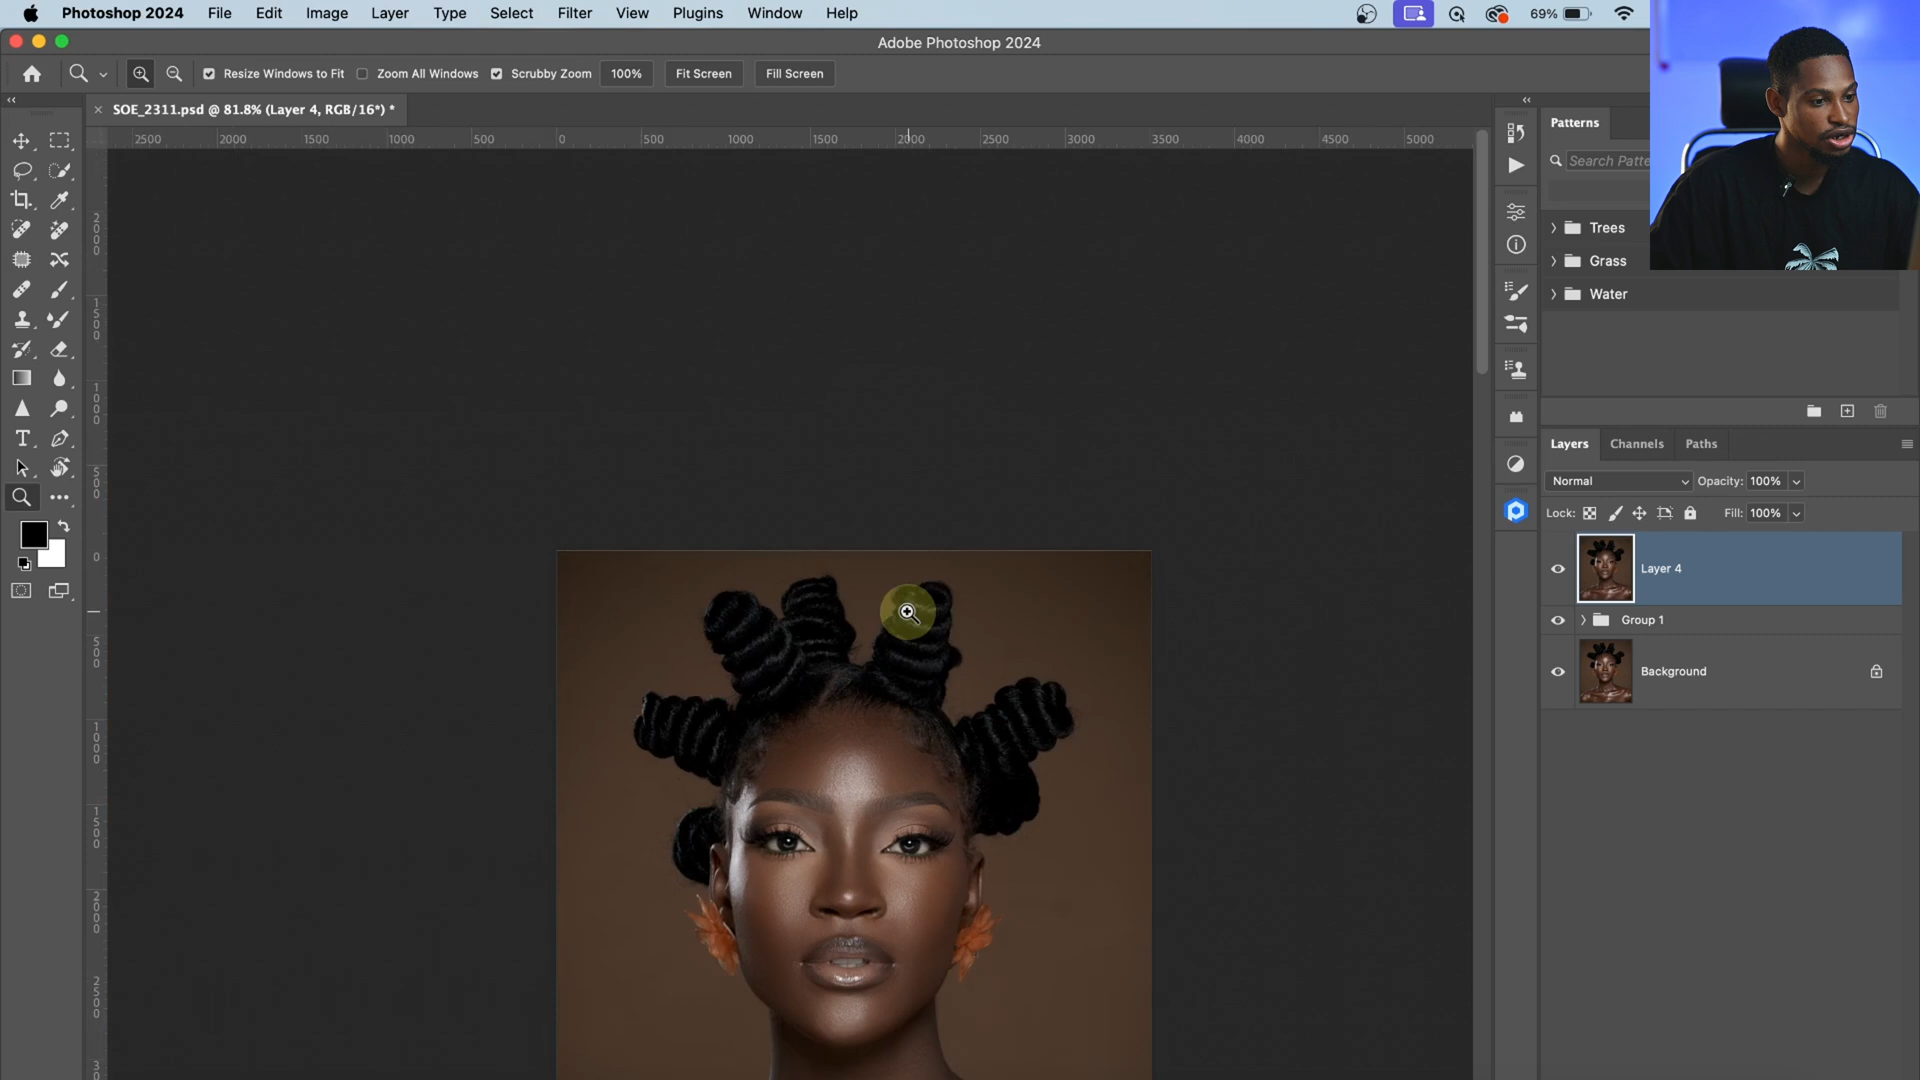 Photoshop 2024 File Edit Image Layer Type Select Filter View Plugins Window Help 69%
Adobe Photoshop 2024
Resize Windows to Fit Zoom All Windows Scrubby Zoom 100% Fit Screen Fill Screen
SOE_2311.psd @ 81.8% (Layer 4, RGB/16*) *
2500 2000 1500 1000 500 0 500 1000 1500 2000 2500 3000 3500 4000 4500 5000
2000
1500
1000
500
0
500
1000
1500
2000
2500
30
Patterns
Search Patte
Trees
Grass
Water
Layers Channels Paths
Normal Opacity: 100%
Lock: Fill: 100%
Layer 4
Group 1
Background